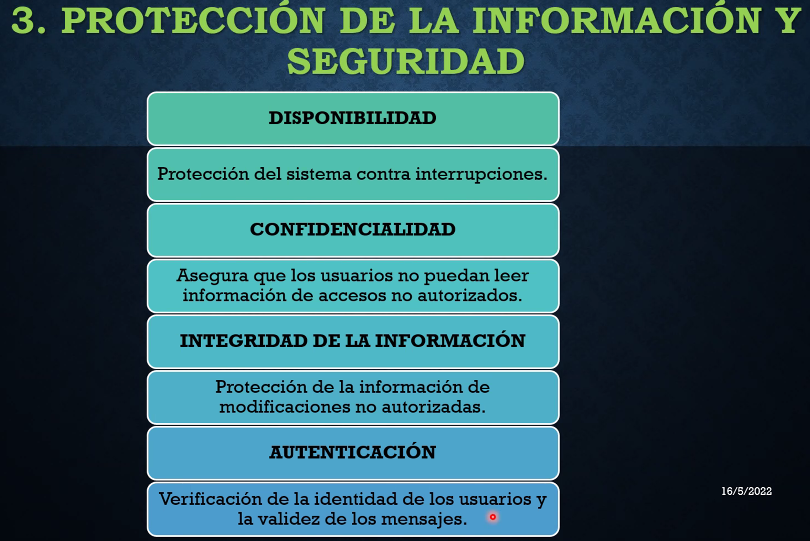 3. PROTECCIÓN DE LA INFORMACIÓN Y
SEGURIDAD
DISPONIBILIDAD
Protección del sistema contra interrupciones.
CONFIDENCIALIDAD
Asegura que los usuarios no puedan leer
información de accesos no autorizados.
INTEGRIDAD DE LA INFORMACIÓN
Protección de la información de
modificaciones no autorizadas.
AUTENTICACIÓN
Verificación de la identidad de los usuarios y
la validez de los mensajes.
16/5/2022